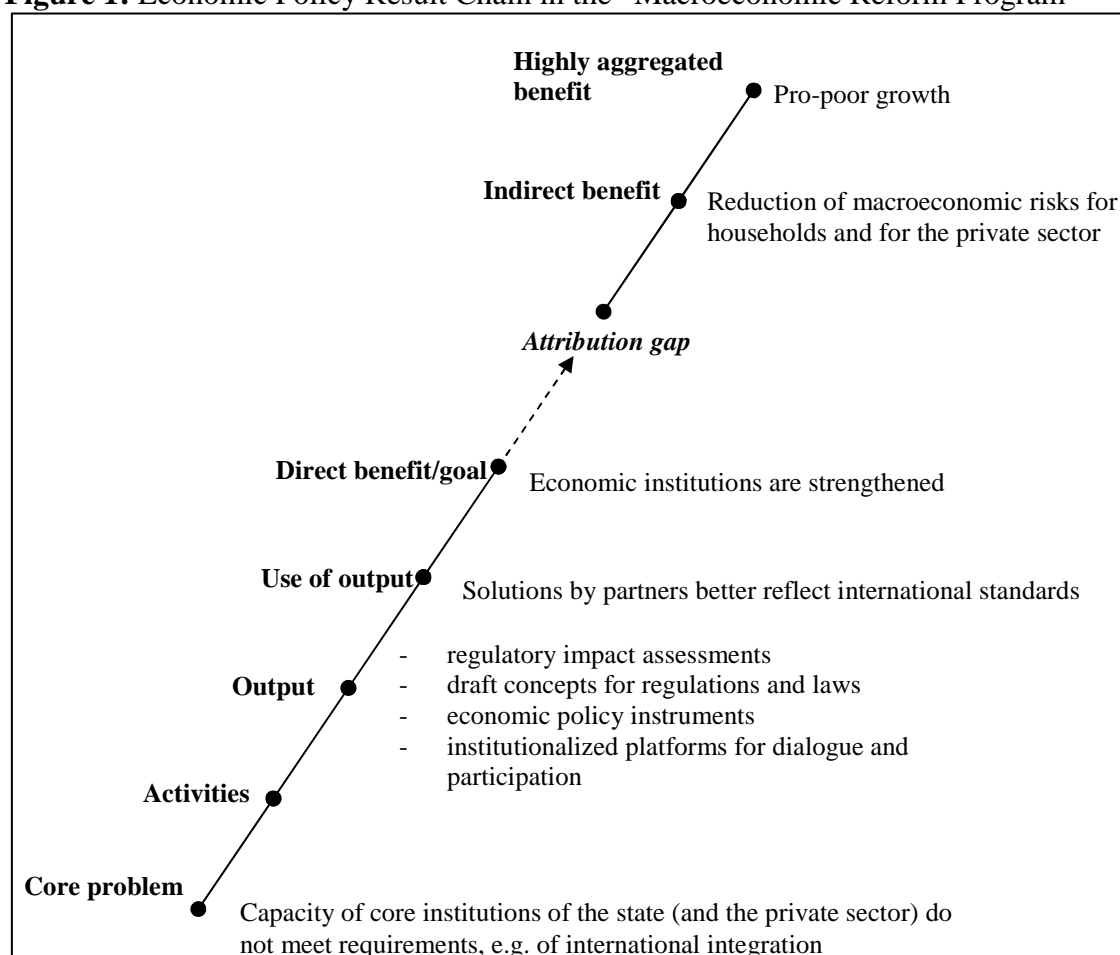 Figure 1: Economic Policy Result Chain in the "Macroeconomic Reform Program"
Highly aggregated
benefit
Pro-poor growth
Indirect benefit
Reduction of macroeconomic risks for
households and for the private sector
Attribution gap
Direct benefit/goal
Economic institutions are strengthened
Use of output
Solutions by partners better reflect international standards
- regulatory impact assessments
- draft concepts for regulations and laws
Output
- economic policy instruments
- institutionalized platforms for dialogue and
participation
Activities
Core problem
Capacity of core institutions of the state (and the private sector) do
not meet requirements, e.g. of international integration